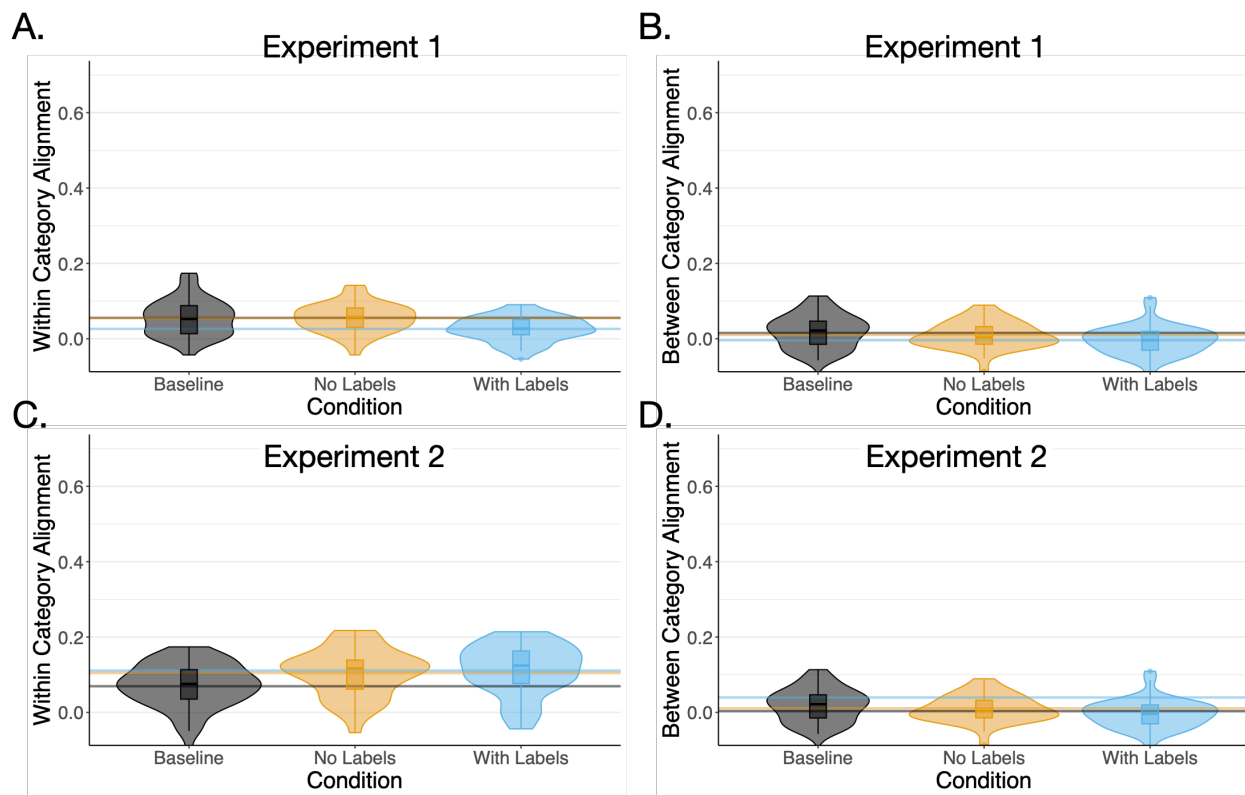 A.
Experiment 1
Within Category Alignment
0.6
0.4
0.2
0.0
Baseline
No Labels
With Labels
Condition
B.
Experiment 1
Between Category Alignment
0.6
0.4
0.2
0.0
Baseline
No Labels
With Labels
Condition
C.
Experiment 2
Within Category Alignment
0.6
0.4
0.2
0.0
Baseline
No Labels
With Labels
Condition
D.
Experiment 2
Between Category Alignment
0.6
0.4
0.2
0.0
Baseline
No Labels
With Labels
Condition